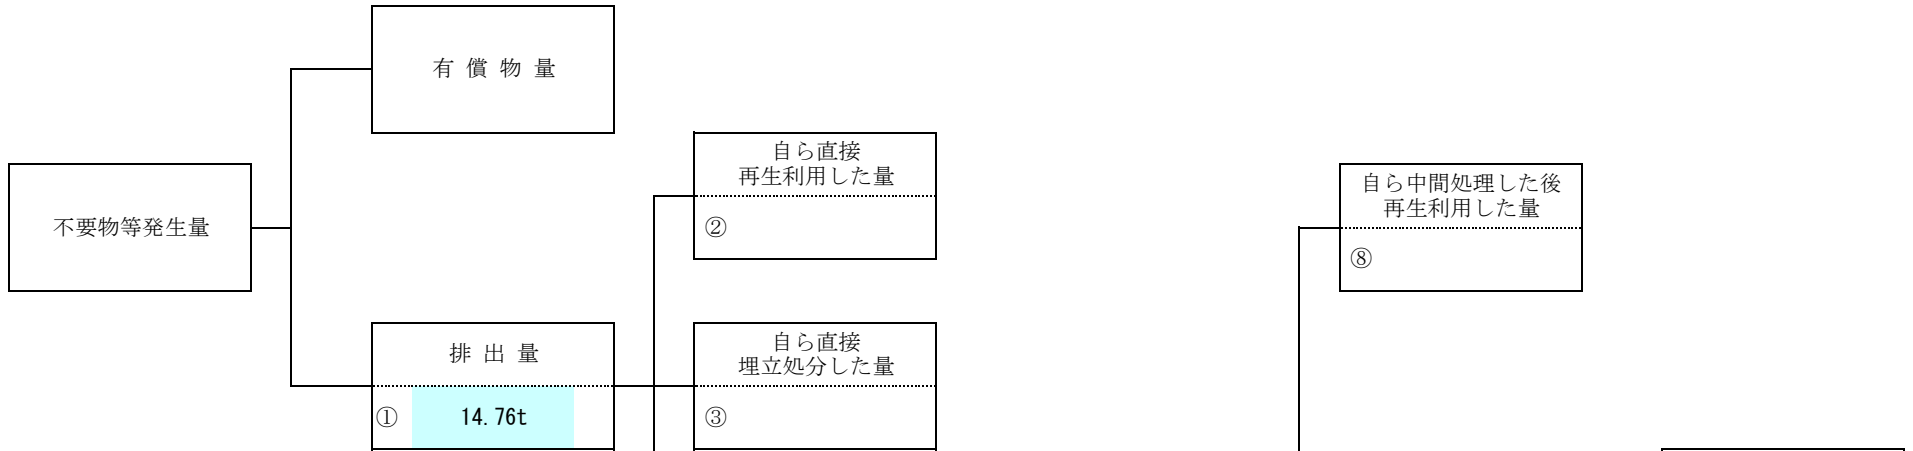 有 償 物 量
自ら直接
再生利用した量
②
不要物等発生量
自ら中間処理した後
再生利用した量
⑧
排 出 量
① 14.76t
自ら直接
埋立処分した量
③